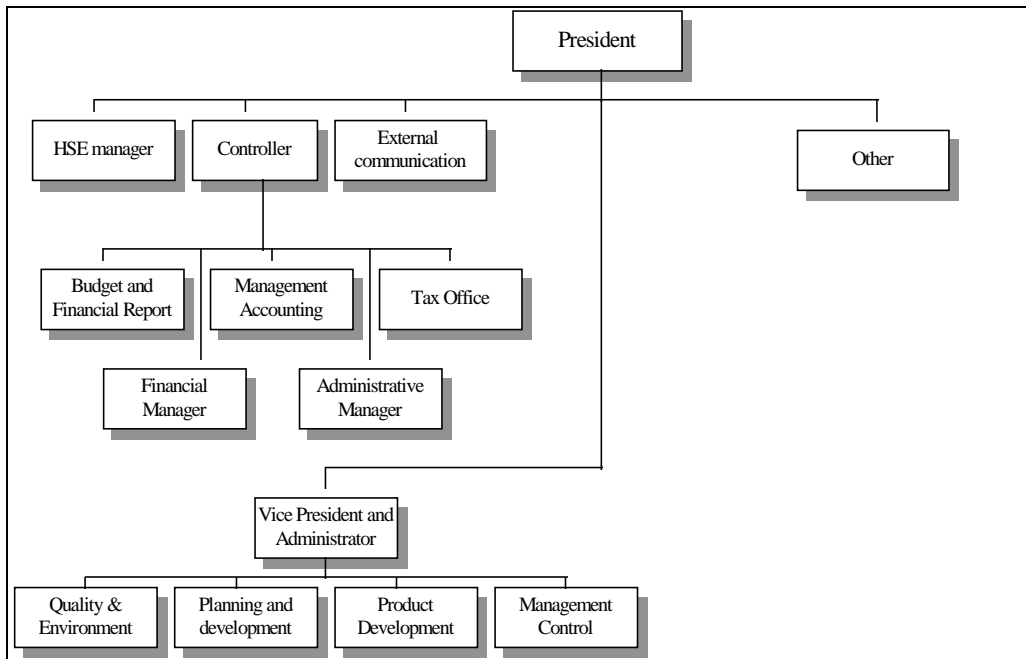 President
HSE manager
Controller
External
communication
Other
Budget and
Financial Report
Management
Accounting
Tax Office
Financial
Manager
Administrative
Manager
Vice President and
Administrator
Quality &
Environment
Planning and
development
Product
Development
Management
Control